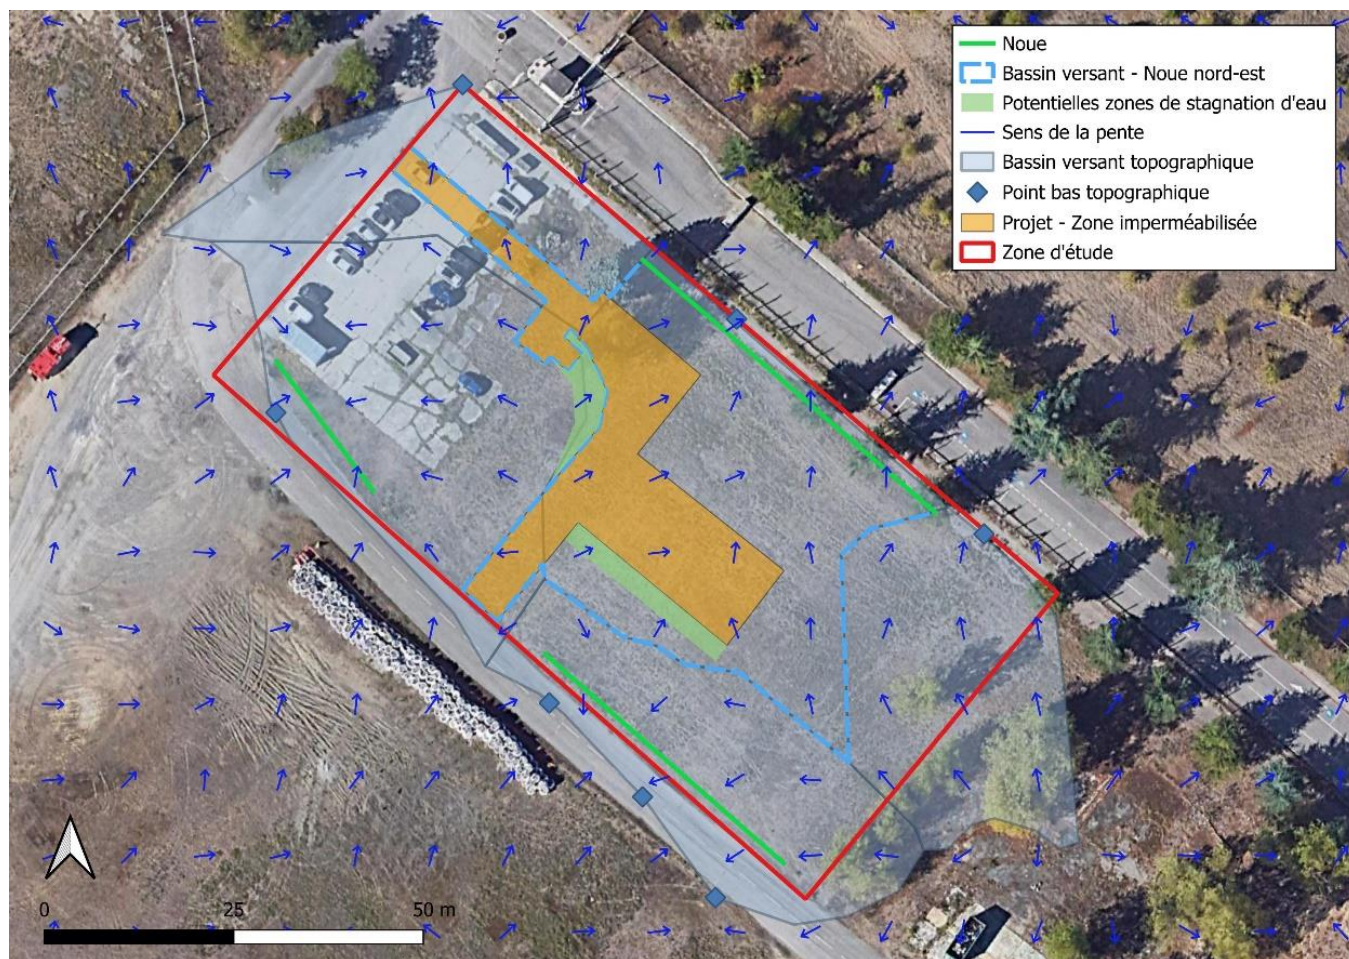 Noue
Bassin versant - Noue nord-est
Potentielles zones de stagnation d'eau
Sens de la pente
Bassin versant topographique
Point bas topographique
Projet - Zone imperméabilisée
Zone d'étude
0 25 50 m